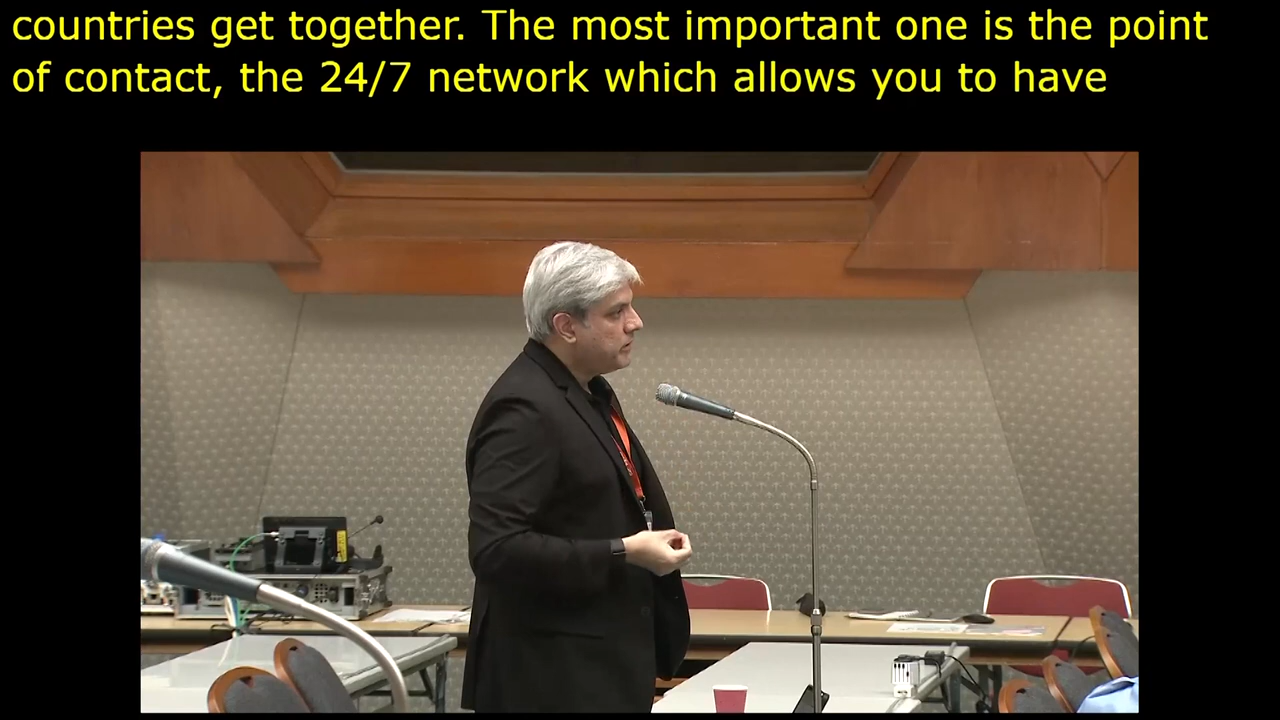 countries get together. The most important one is the point
of contact, the 24/7 network which allows you to have